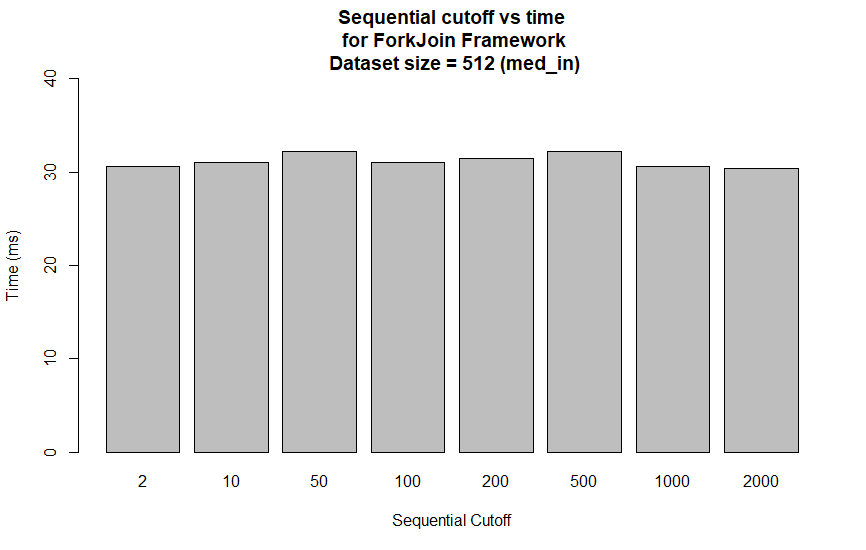 Sequential cutoff vs time
for ForkJoin Framework
Dataset size = 512 (med_in)
40
30
20
10
0
Time (ms)
2 10 50 100 200 500 1000 2000
Sequential Cutoff